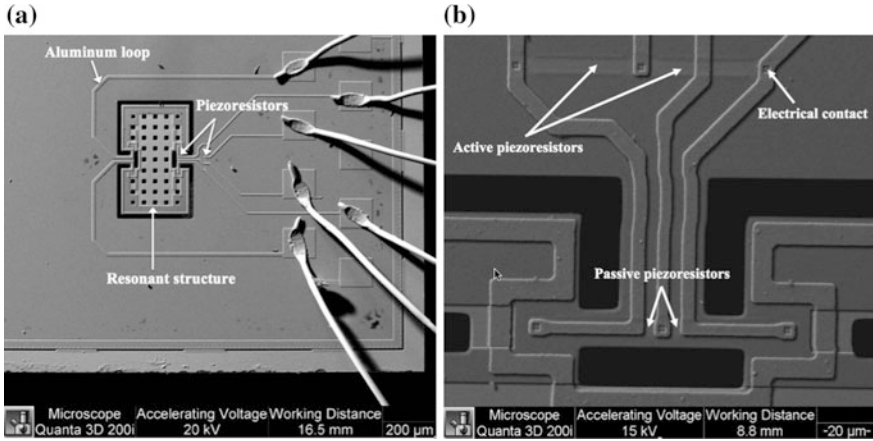 (a)
Aluminum loop
Piezoresistors
Resonant structure
Microscope Accelerating Voltage Working Distance
Quanta 3D 200i 20 kV 16.5 mm 200 µm
(b)
Electrical contact
Active piezoresistors
Passive piezoresistors
Microscope Accelerating Voltage Working Distance
Quanta 3D 200i 15 kV 8.8 mm -20 µm-